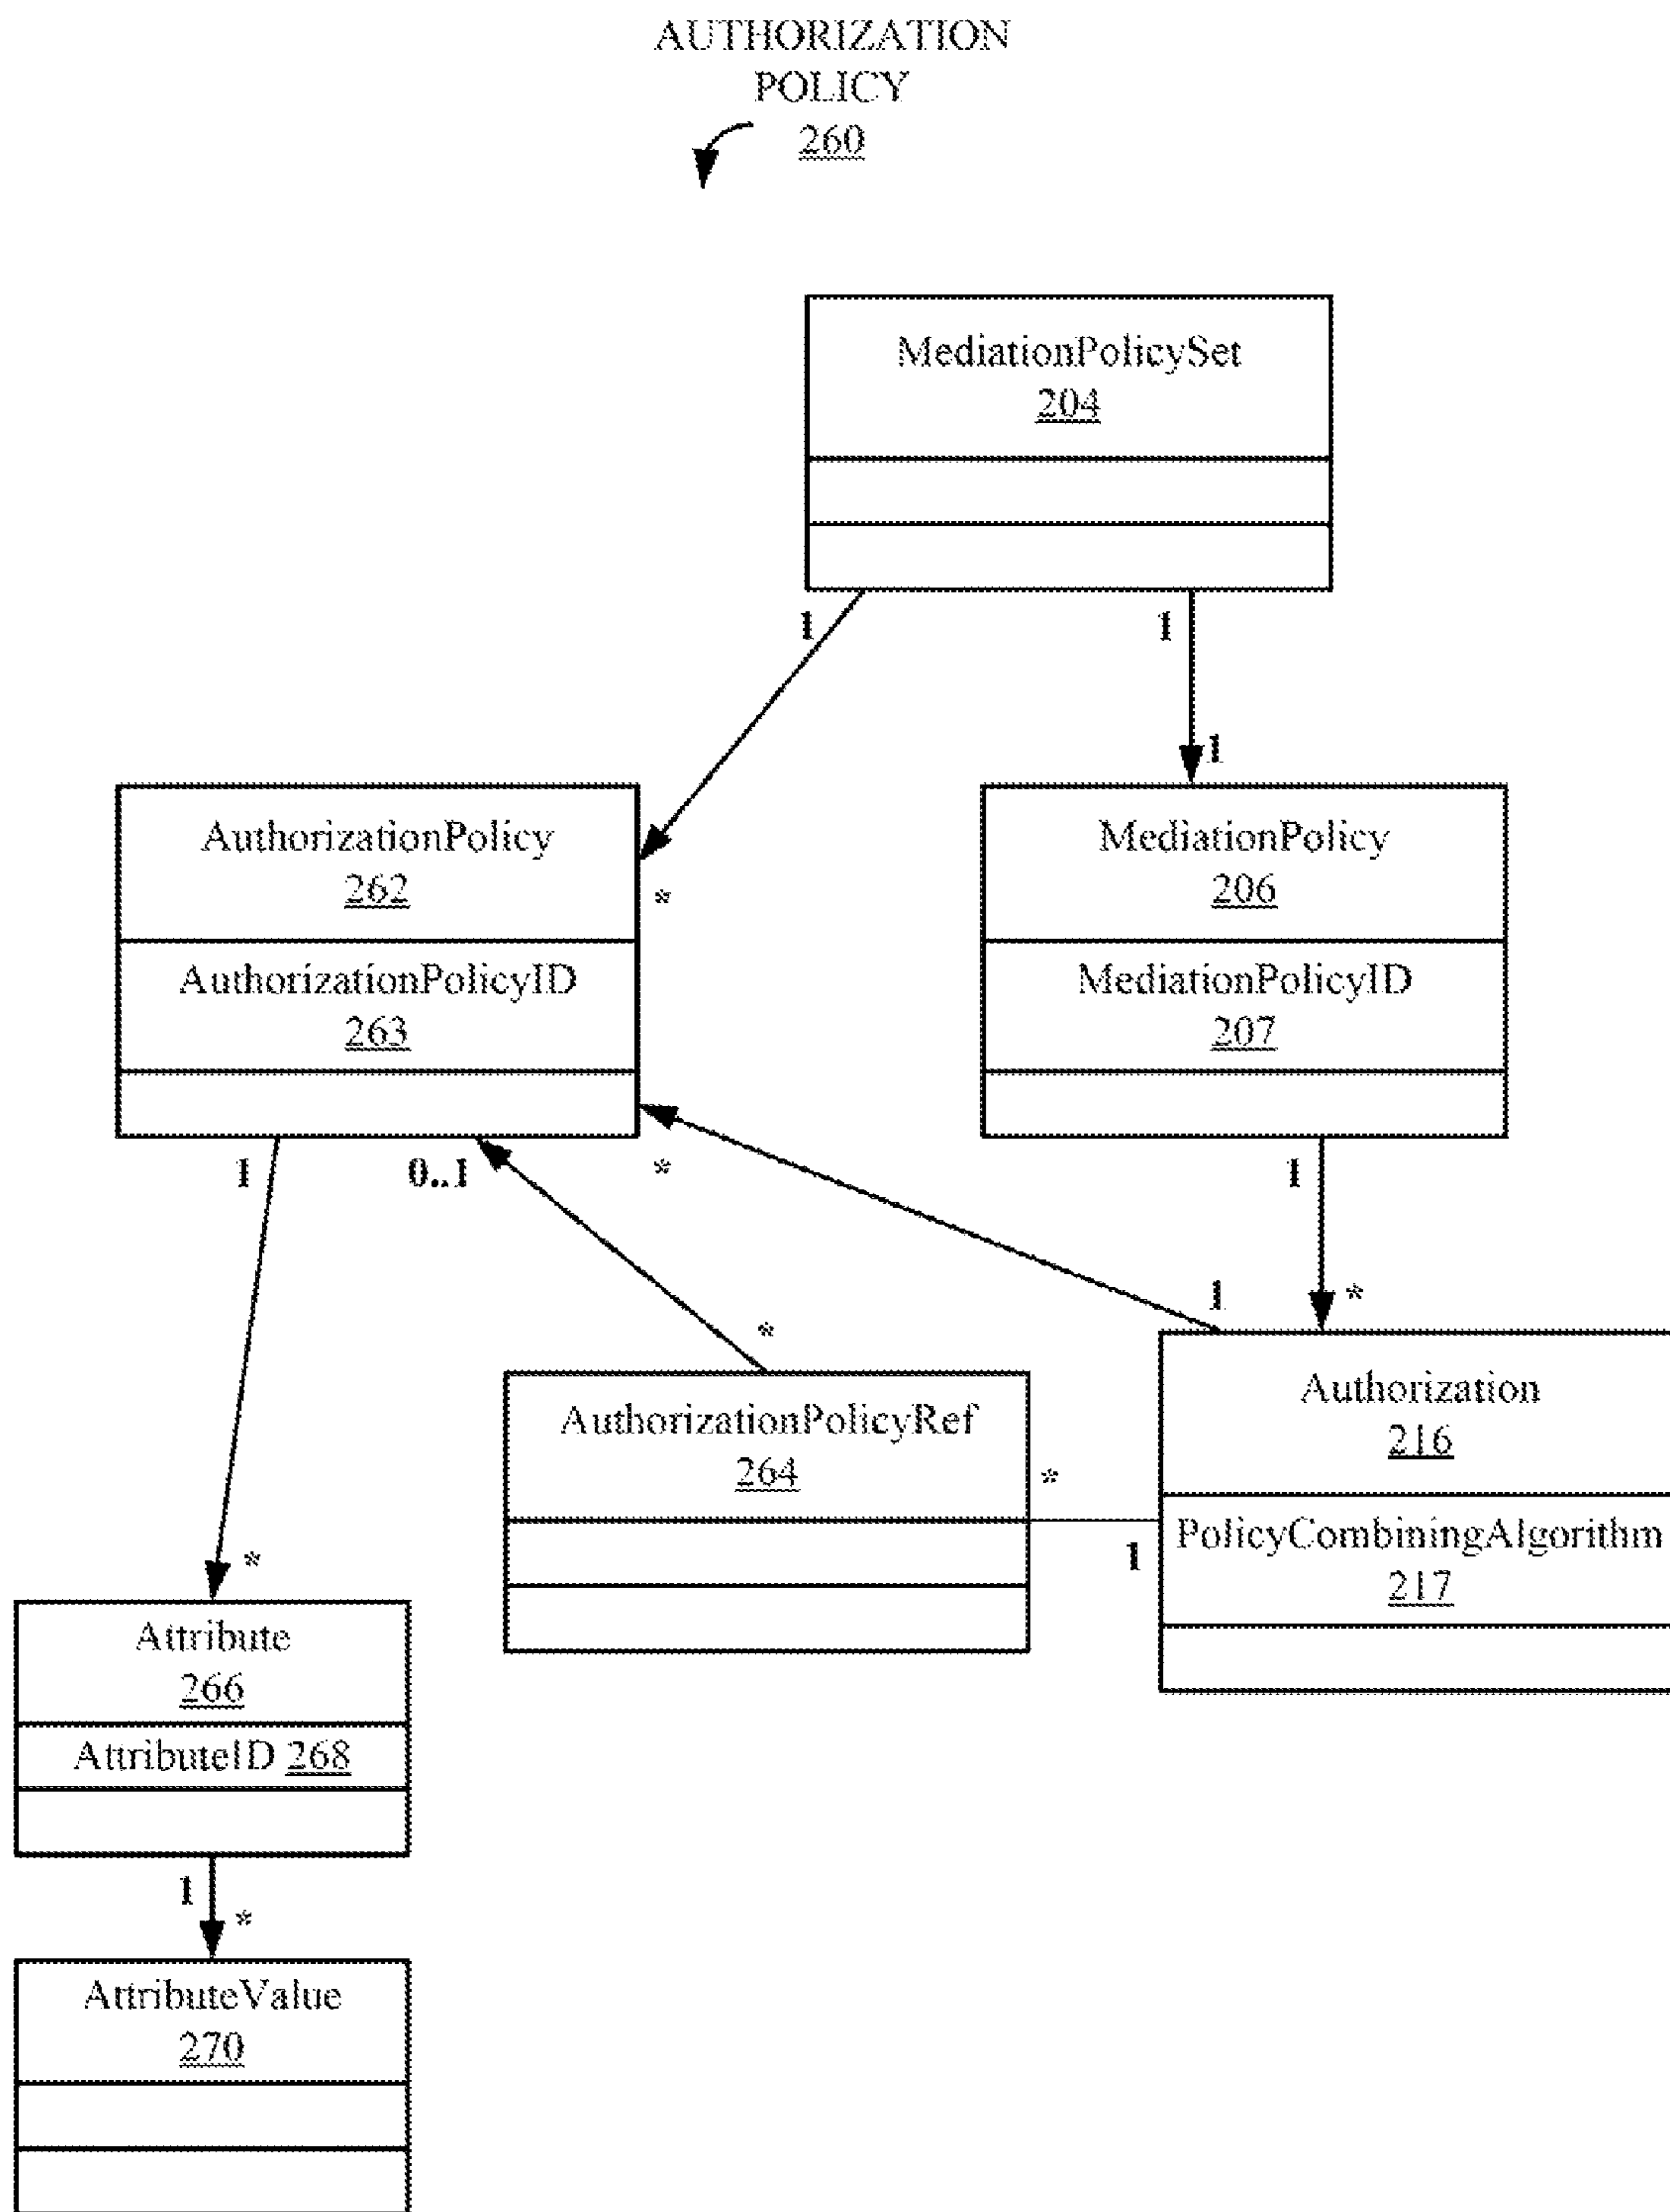 AUTHORIZATION
POLICY
260
MediationPolicySet
204
1
1
1
AuthorizationPolicy
262
*
AuthorizationPolicyID
263
MediationPolicy
206
MediationPolicyID
207
1
0..1
*
1
1
*
*
AuthorizationPolicyRef
264
*
Authorization
216
PolicyCombiningAlgorithm
217
1
*
Attribute
266
AttributeID 268
1
*
AttributeValue
270